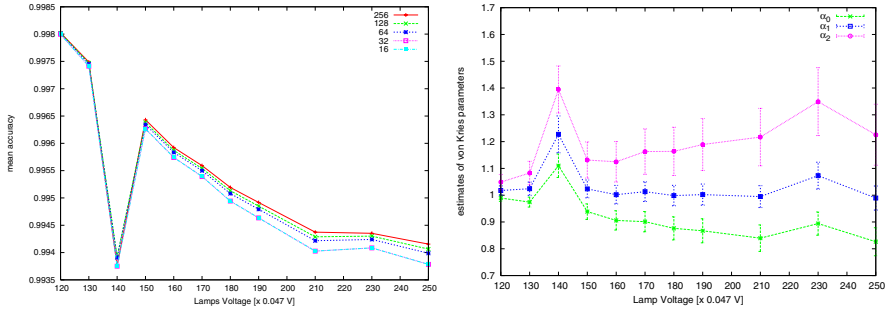 0.998
0.9975
0.997
0.9965
0.996
0.9955
0.995
0.9945
0.994
0.9935
mean accuracy
120 130 140 150 160 170 180 190 200 210 220 230 240 250
Lamps Voltage [x 0.047 V]
256
128
64
32
16
1.7
1.6
1.5
1.4
1.3
1.2
1.1
1
0.9
0.8
0.7
estimates of von Kries parameters
120 130 140 150 160 170 180 190 200 210 220 230 240 250
Lamp Voltage [x 0.047 V]
α0
α1
α2